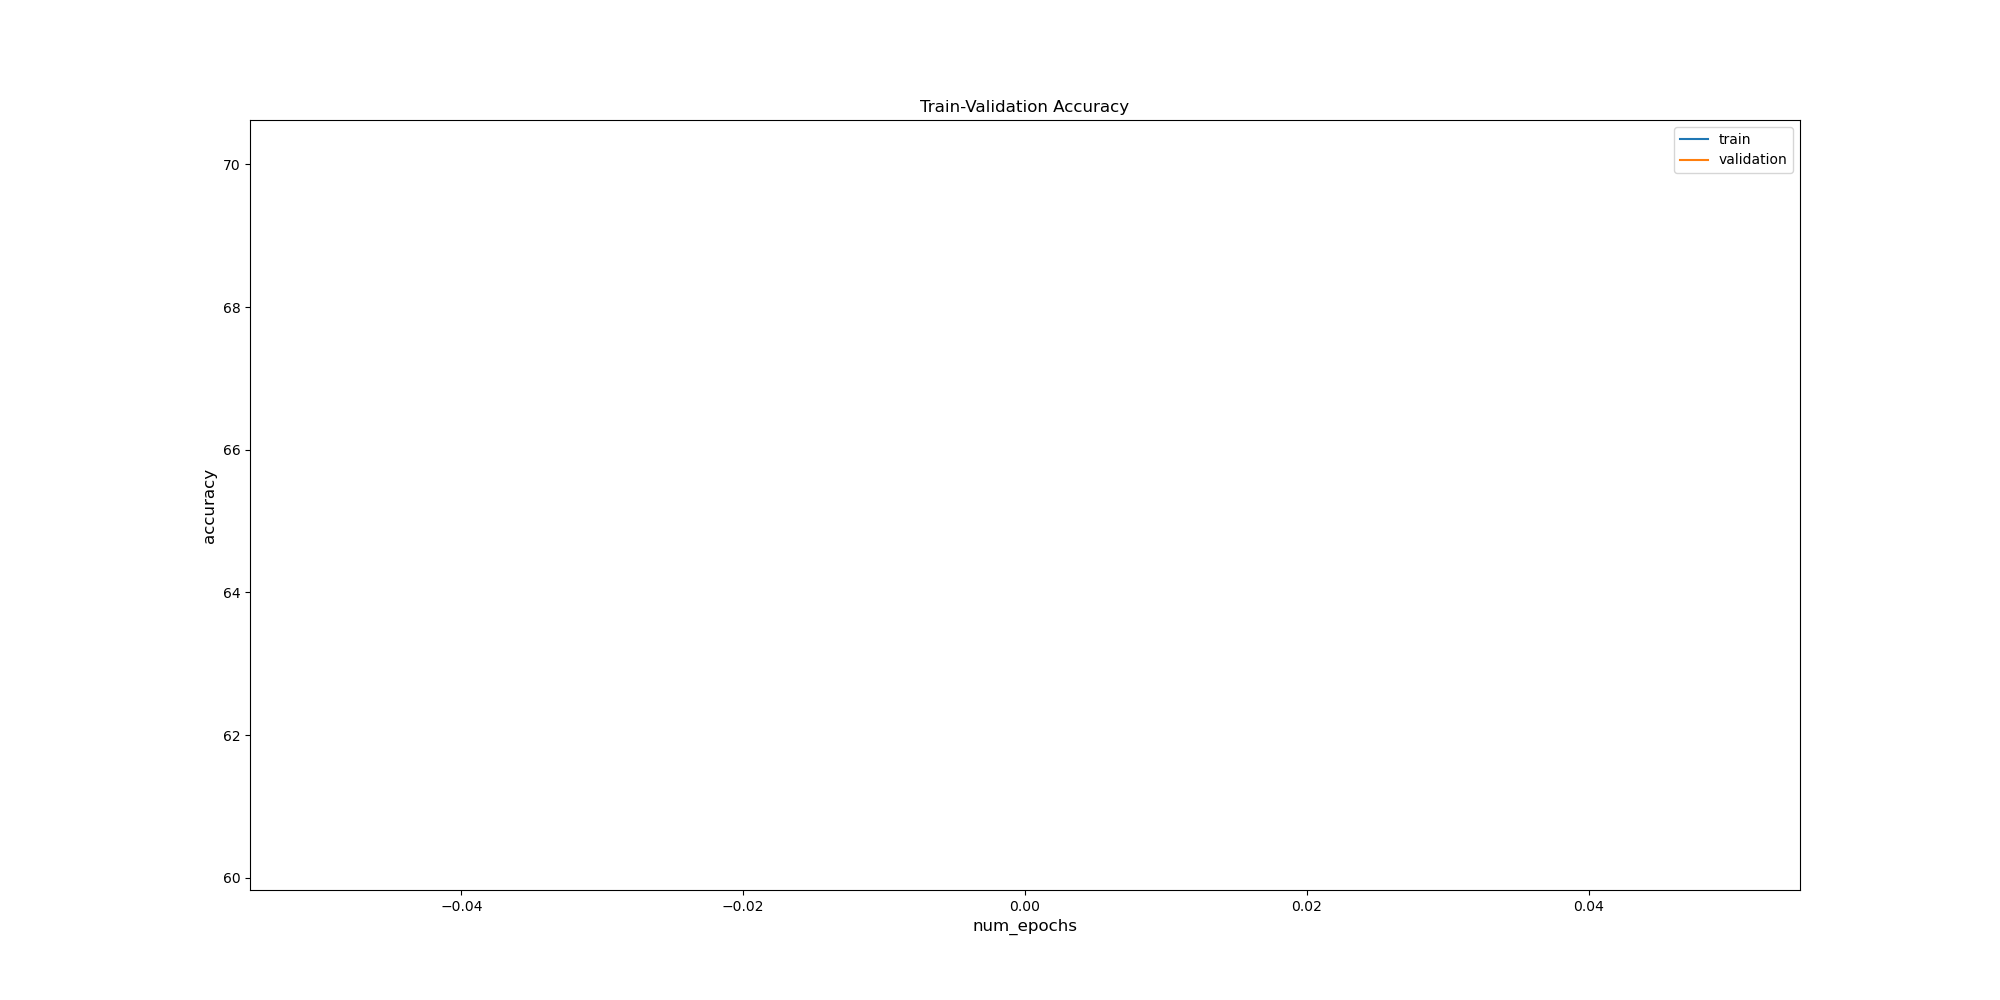 Train-Validation Accuracy
train
validation
70
68
66
64
62
60
accuracy
−0.04
−0.02
0.00
0.02
0.04
num_epochs